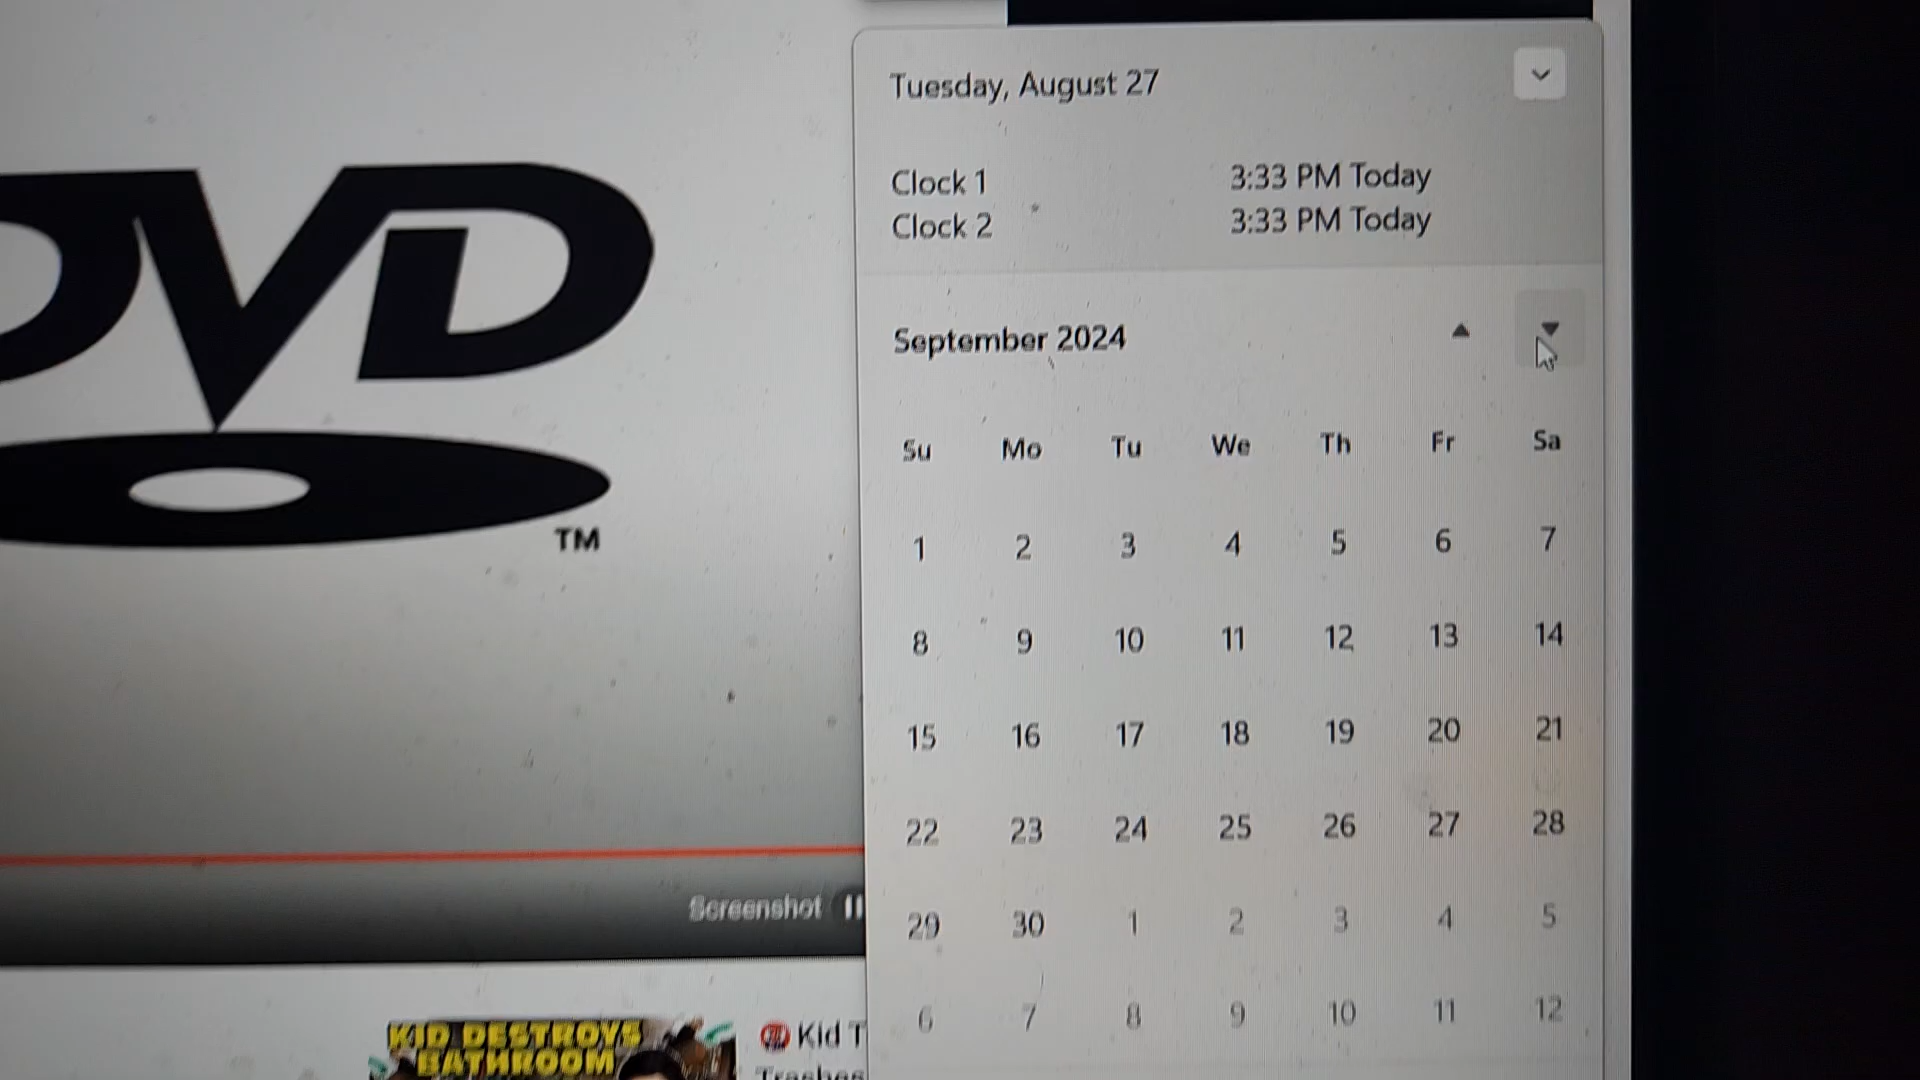 Tuesday, August 27
Clock 1 3:33 PM Today
Clock 2 3:33 PM Today
September 2024
Su Mo Tu We Th Fr Sa
1 2 3 4 5 6 7
8 9 10 11 12 13 14
15 16 17 18 19 20 21
22 23 24 25 26 27 28
29 30 1 2 3 4 5
6 7 8 9 10 11 12
DVD
TM
Screenshot
KID DESTROYS
BATHROOM
Kid T
Trashes